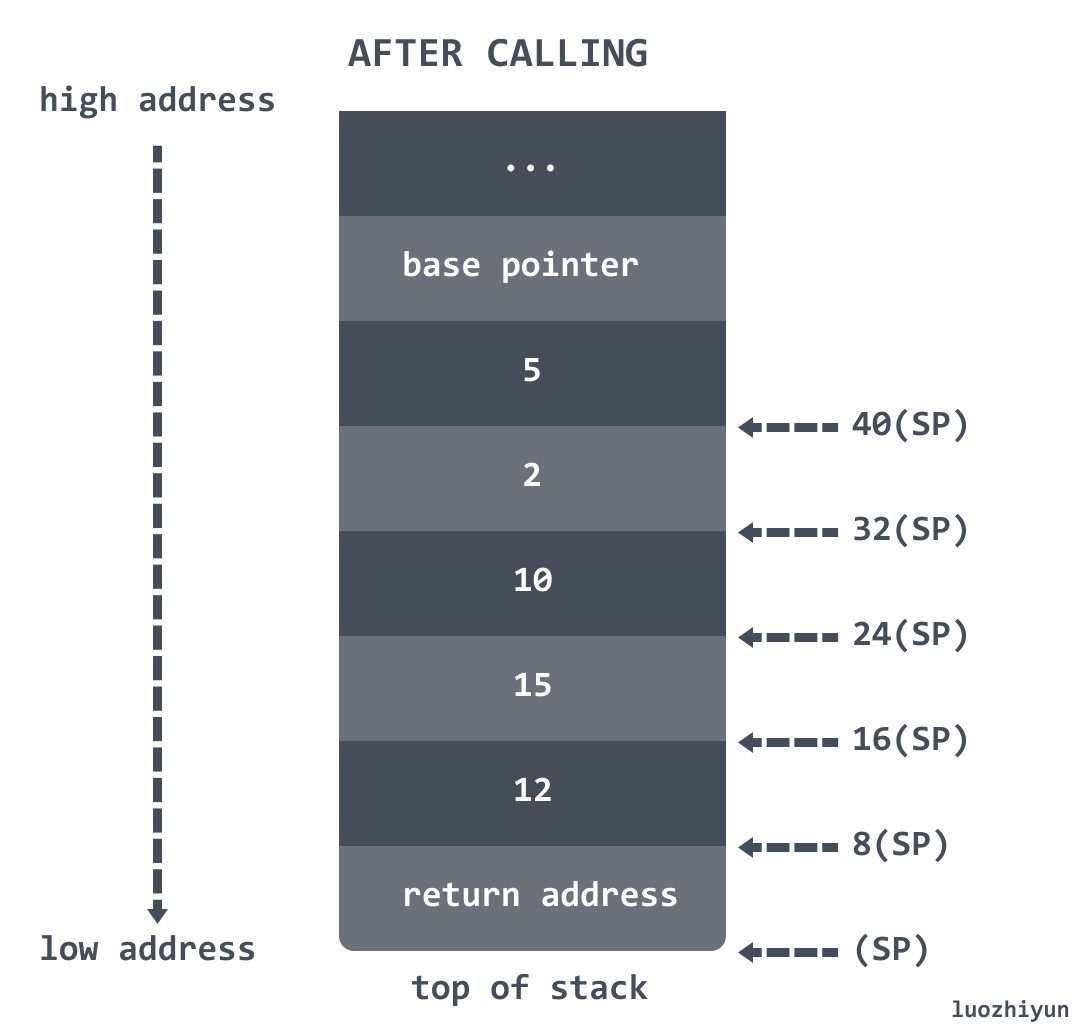 AFTER CALLING
high address
...
base pointer
5
40(SP)
2
32(SP)
10
24(SP)
15
16(SP)
12
8(SP)
return address
low address
(SP)
top of stack
luozhiyun